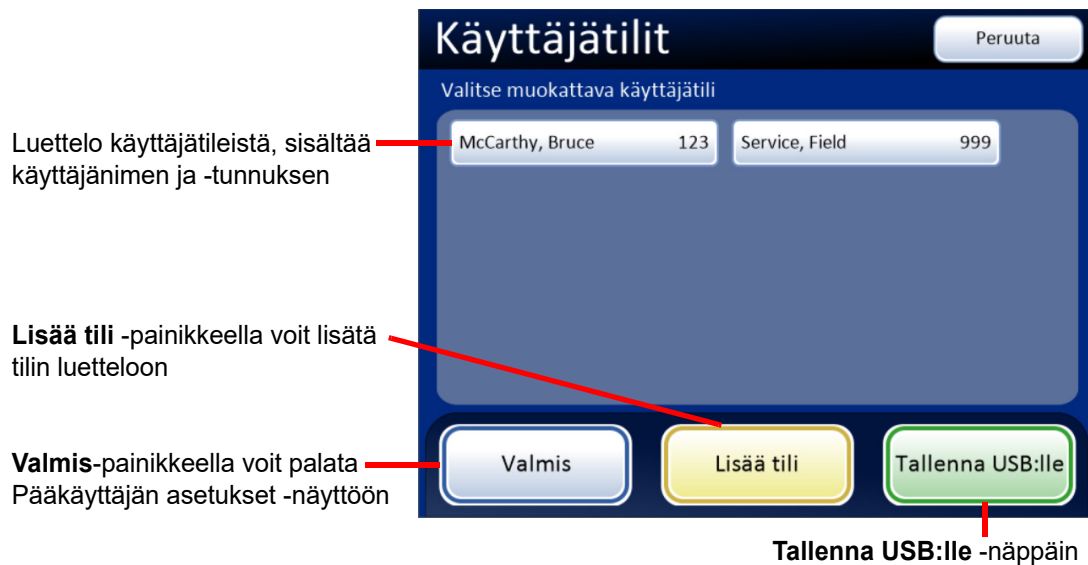 Käyttäjätilit
Peruuta
Valitse muokattava käyttäjätili
McCarthy, Bruce 123
Service, Field 999
Luettelo käyttäjätileistä, sisältää
käyttäjänimen ja -tunnuksen
Lisää tili -painikkeella voit lisätä
tilin luetteloon
Valmis-painikkeella voit palata
Pääkäyttäjän asetukset -näyttöön
Valmis
Lisää tili
Tallenna USB:lle
Tallenna USB:lle -näppäin